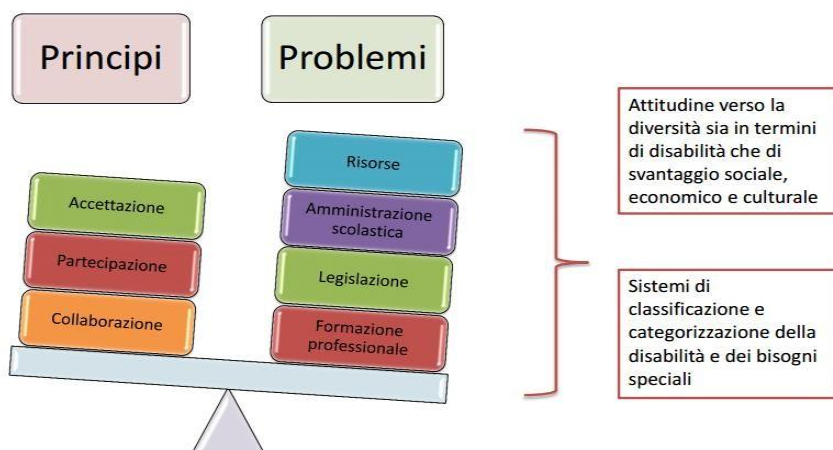 Principi
Problemi
Accettazione
Partecipazione
Collaborazione
Risorse
Amministrazione
scolastica
Legislazione
Formazione
professionale
Attitudine verso la
diversità sia in termini
di disabilità che di
svantaggio sociale,
economico e culturale
Sistemi di
classificazione e
categorizzazione della
disabilità e dei bisogni
speciali